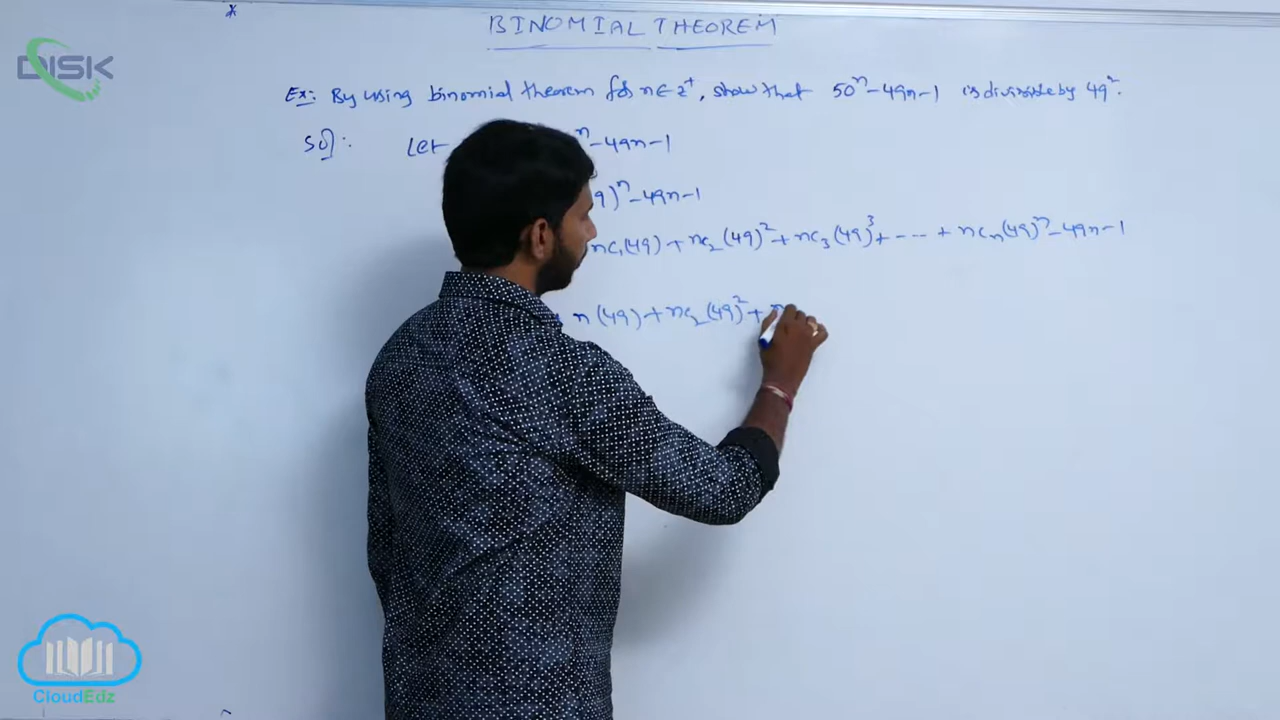 BINOMIAL THEOREM
DISK
Ex:- By using binomial theorem for n∈z⁺, show that 50ⁿ-49n-1 is divisible by 49².
Sol: Let ⁿ-49n-1
9)ⁿ-49n-1
nc₁(49)+nc₂(49)²+nc₃(49)³+----+ncₙ(49)ⁿ-49n-1
n(49)+nc₂(49)²+n
CloudEdz